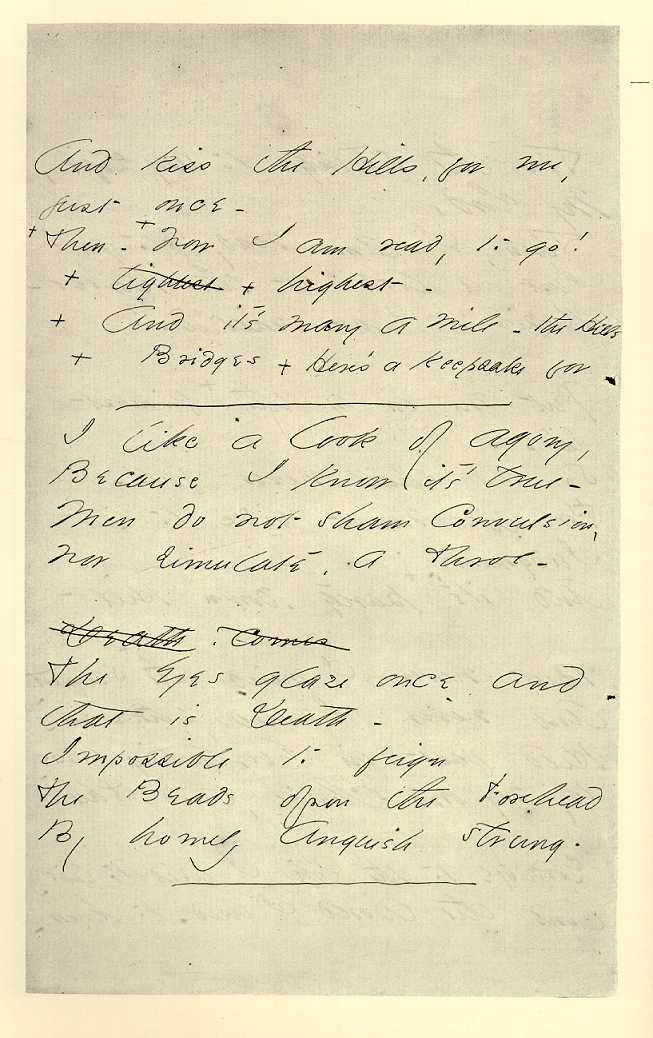 And kiss the Hills, for me,
just once -
+ Then - + now I am ready to go!
+ tightest + highest -
+ And it's many a mile - the Hills
+ Bridges + Here's a keepsake for
I like a look of Agony,
Because I know it's true -
Men do not sham Convulsion,
Nor simulate, a Throe -
Death - comes
The Eyes glaze once - and
that is Death -
Impossible to feign
The Beads opon the Forehead
By homely Anguish strung.